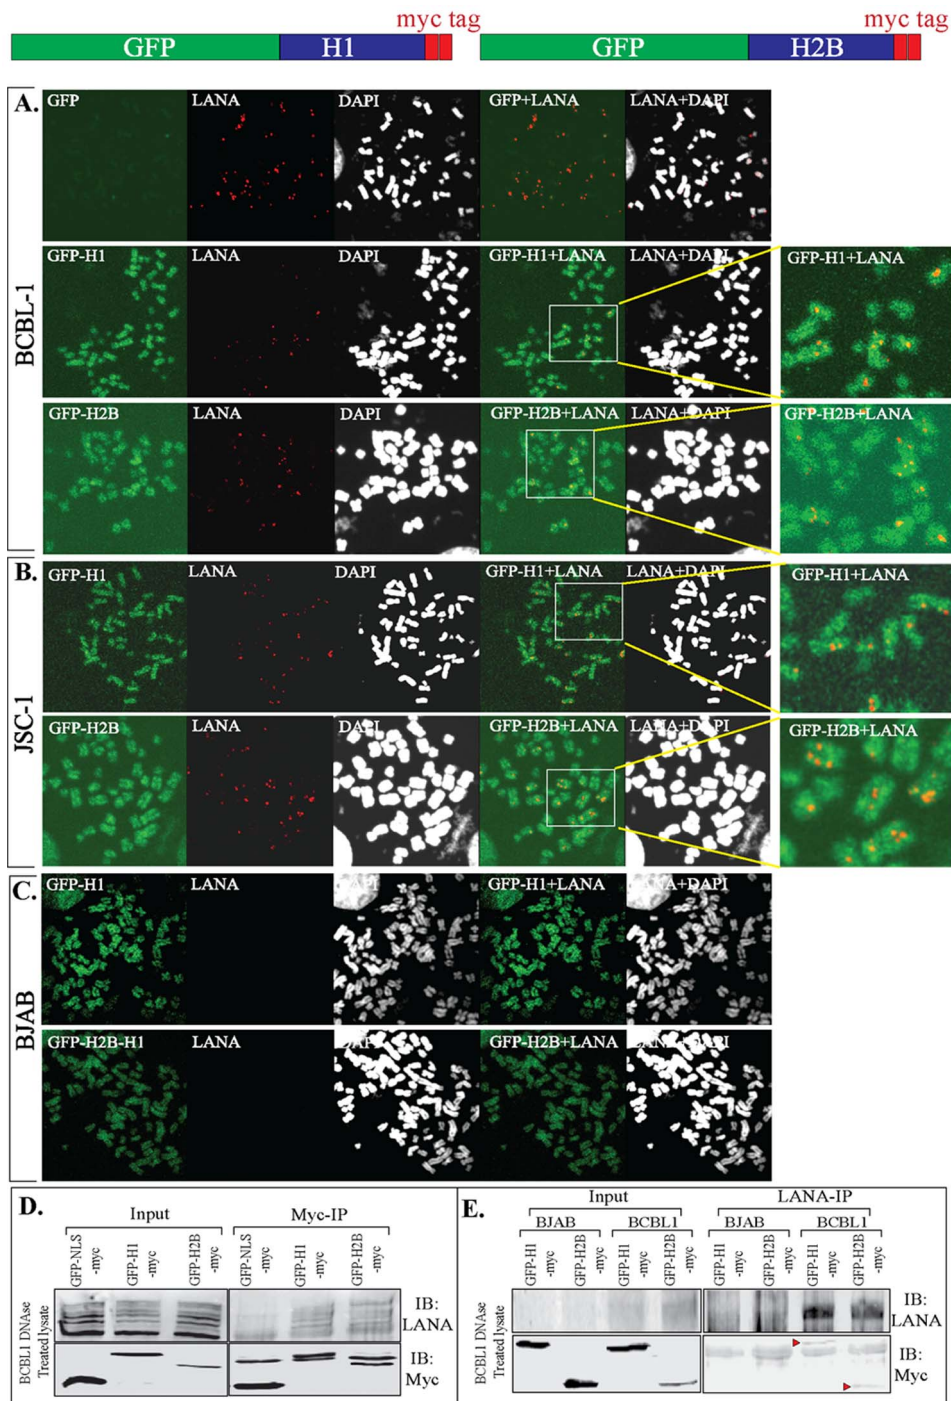 myc tag myc tag
GFP H1 GFP H2B
A.
BCBL-1
GFP LANA DAPI GFP+LANA LANA+DAPI
GFP-H1 LANA DAPI GFP-H1+LANA LANA+DAPI GFP-H1+LANA
GFP-H2B LANA DAPI GFP-H2B+LANA LANA+DAPI GFP-H2B+LANA
B.
JSC-1
GFP-H1 LANA DAPI GFP-H1+LANA LANA+DAPI GFP-H1+LANA
GFP-H2B LANA DAPI GFP-H2B+LANA LANA+DAPI GFP-H2B+LANA
C.
BJAB
GFP-H1 LANA DAPI GFP-H1+LANA LANA+DAPI
GFP-H2B-H1 LANA DAPI GFP-H2B+LANA LANA+DAPI
D.
Input Myc-IP
GFP-NLS -myc GFP-H1 -myc GFP-H2B -myc GFP-NLS -myc GFP-H1 -myc GFP-H2B -myc
BCBL1 DNAse
Treated lysate
IB:
LANA
IB:
Myc
E.
Input LANA-IP
BJAB BCBL1 BJAB BCBL1
GFP-H1 -myc GFP-H2B -myc GFP-H1 -myc GFP-H2B -myc GFP-H1 -myc GFP-H2B -myc GFP-H1 -myc GFP-H2B -myc
BCBL1 DNAse
Treated lysate
IB:
LANA
IB:
Myc